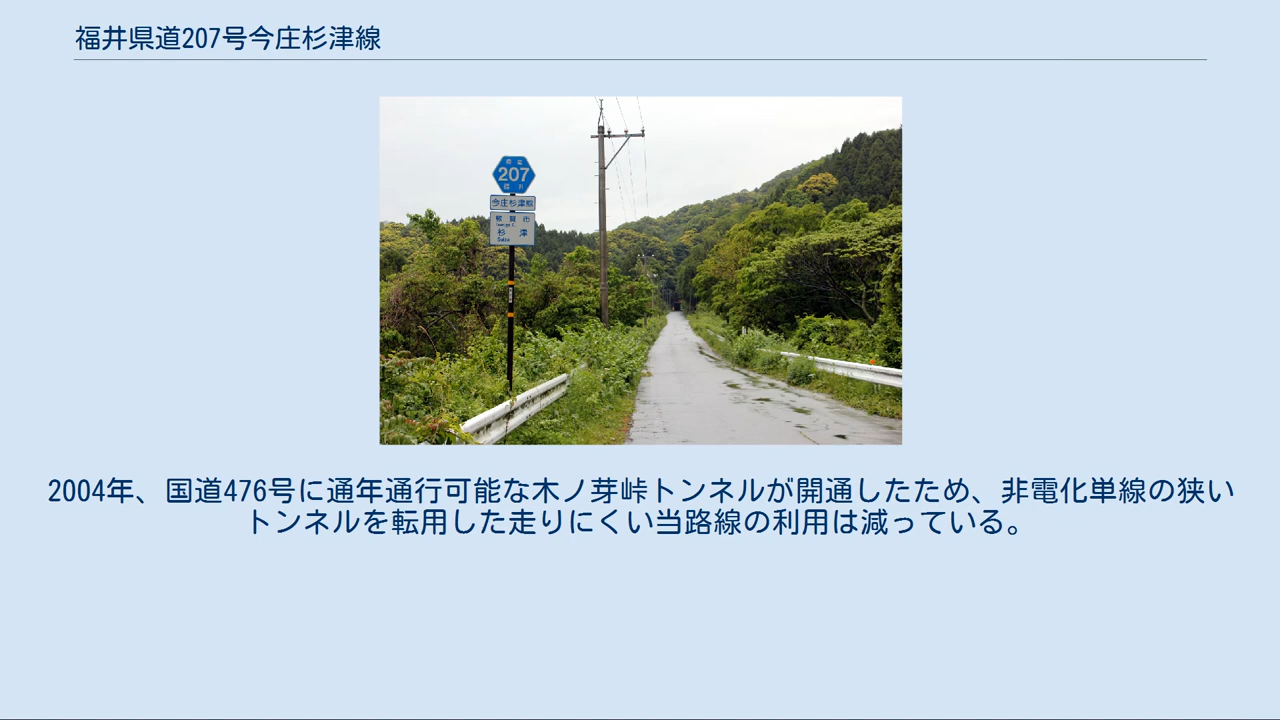 福井県道207号今庄杉津線
207
今庄杉津線
敦賀市
杉津
2004年、国道476号に通年通行可能な木ノ芽峠トンネルが開通したため、非電化単線の狭い
トンネルを転用した走りにくい当路線の利用は減っている。